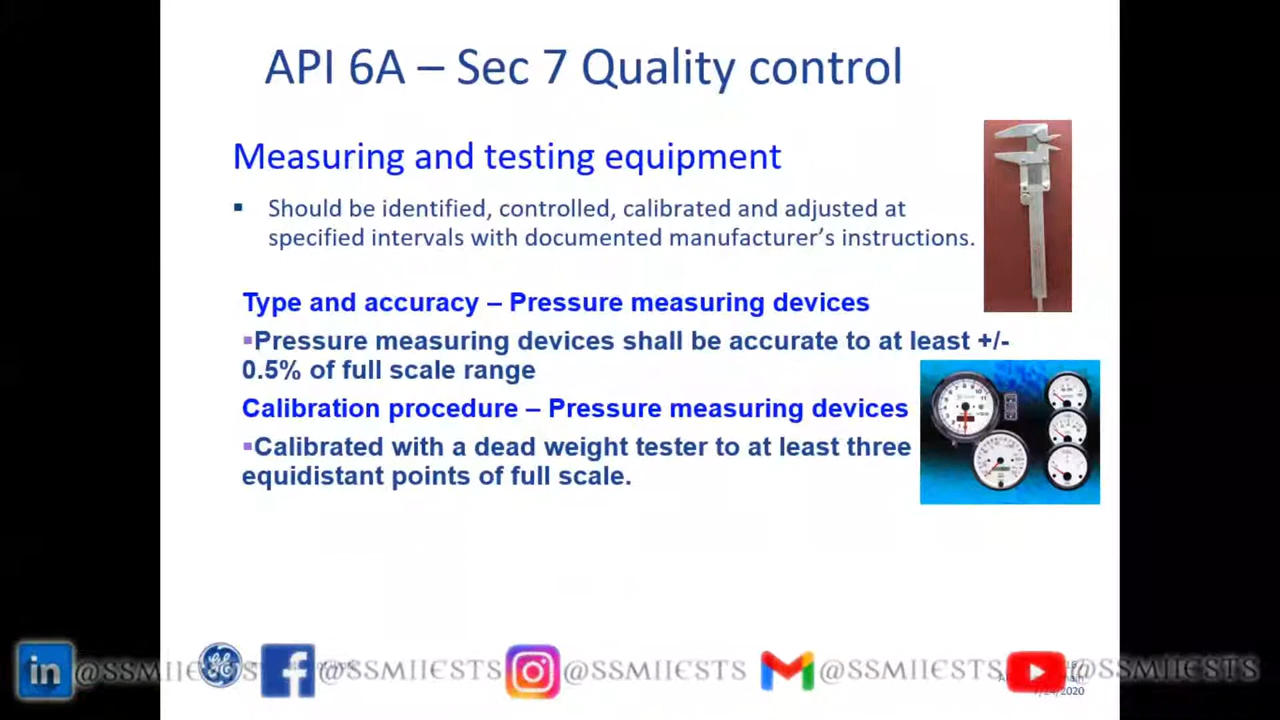 API 6A – Sec 7 Quality control
Measuring and testing equipment
▪ Should be identified, controlled, calibrated and adjusted at
specified intervals with documented manufacturer's instructions.
Type and accuracy – Pressure measuring devices
▪Pressure measuring devices shall be accurate to at least +/-
0.5% of full scale range
Calibration procedure – Pressure measuring devices
▪Calibrated with a dead weight tester to at least three
equidistant points of full scale.
in @SSMIIESTS @SSMIIESTS @SSMIIESTS @SSMIIESTS @SSMIIESTS